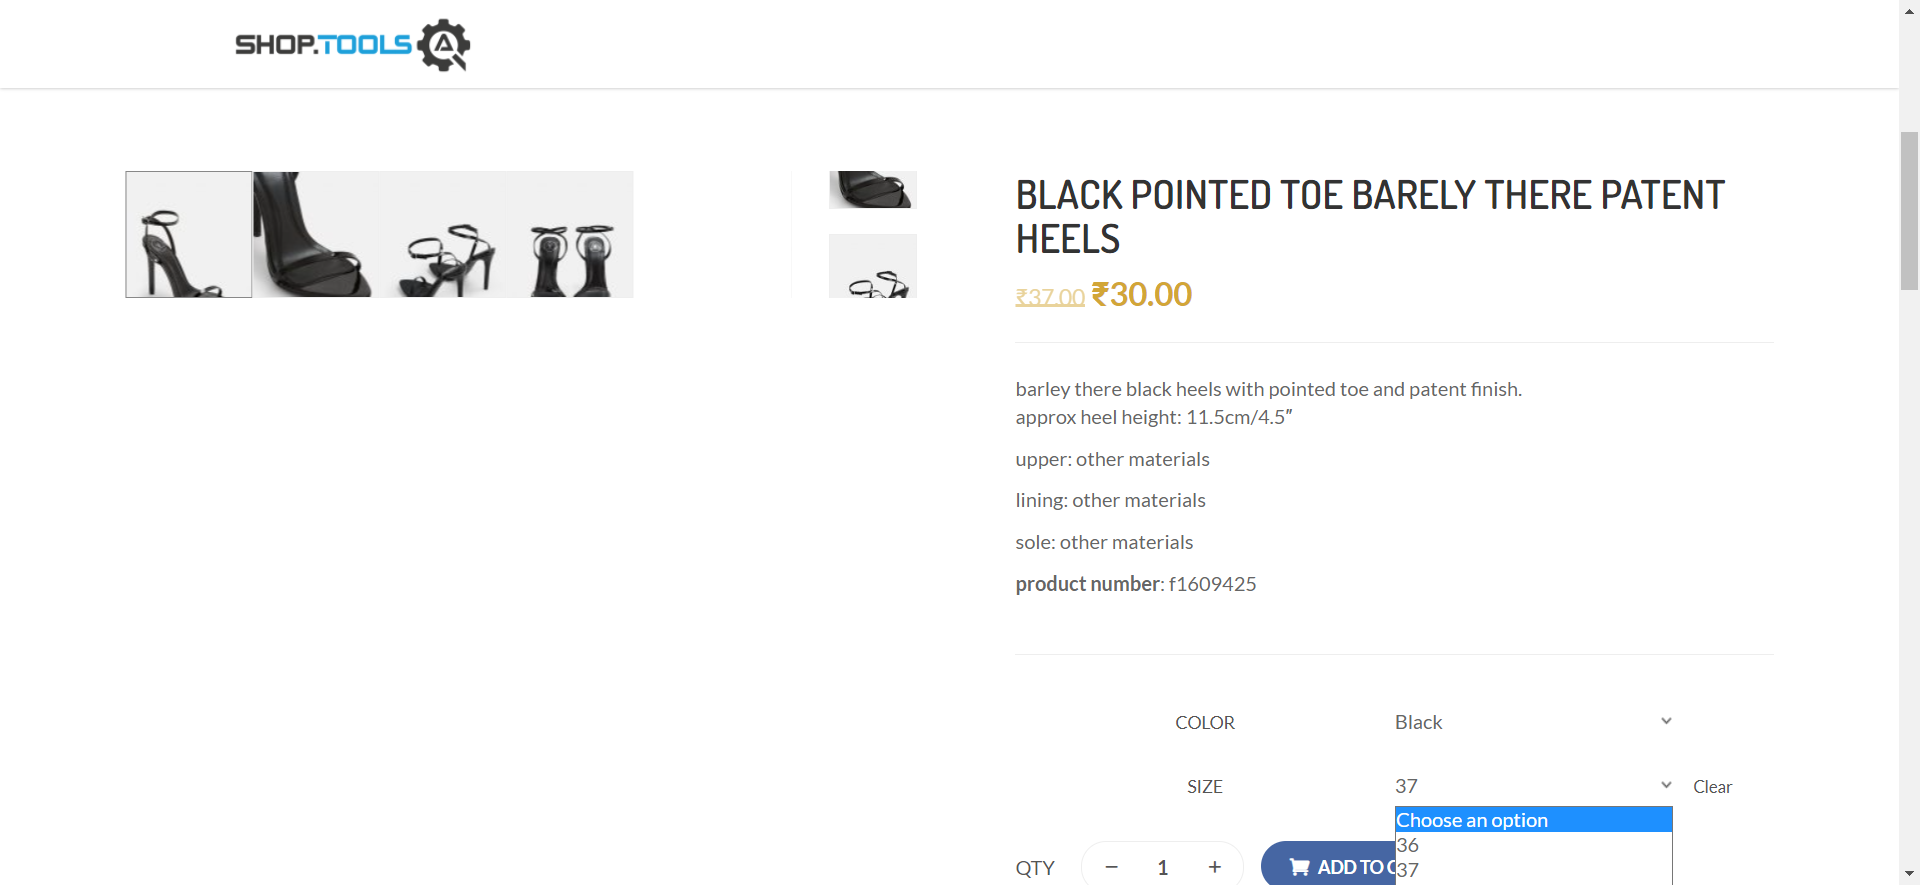 SHOP.TOOLS
BLACK POINTED TOE BARELY THERE PATENT
HEELS
₹37.00 ₹30.00
barley there black heels with pointed toe and patent finish.
approx heel height: 11.5cm/4.5″
upper: other materials
lining: other materials
sole: other materials
product number: f1609425
COLOR Black
SIZE 37 Clear
Choose an option
36
37
QTY − 1 + ADD TO C